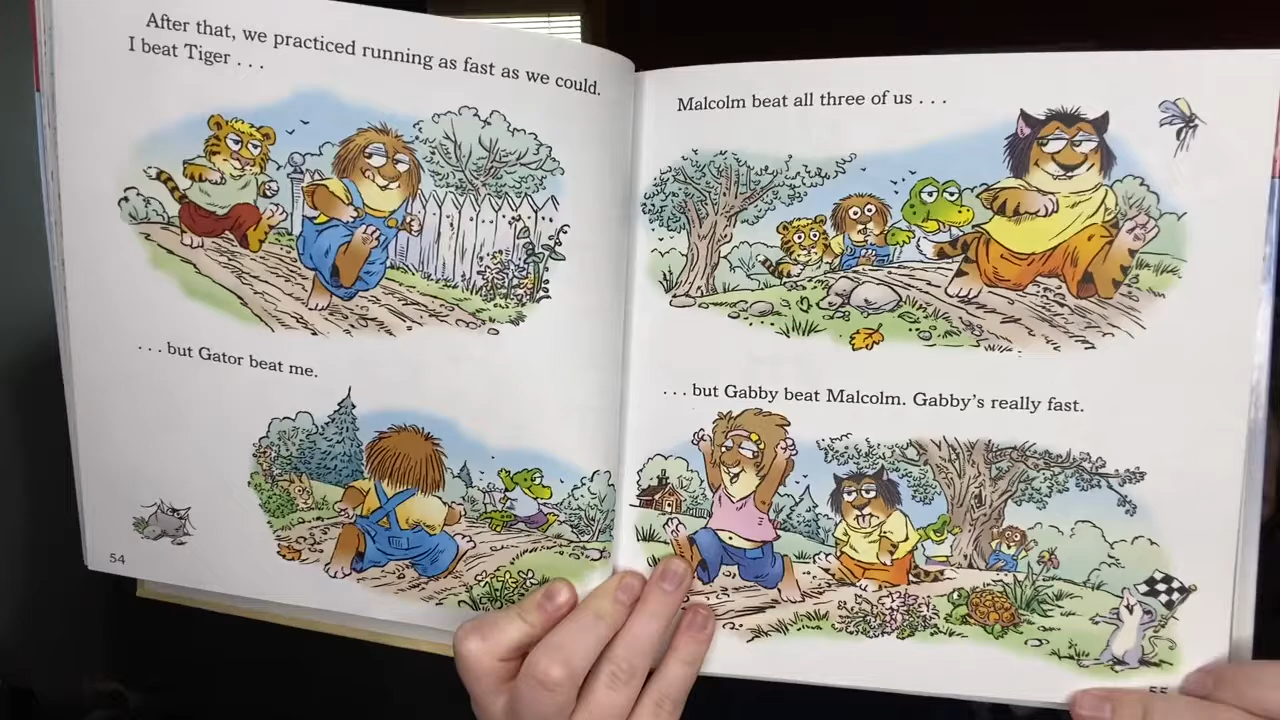 After that, we practiced running as fast as we could.
I beat Tiger . . .
. . . but Gator beat me.
54
Malcolm beat all three of us . . .
. . . but Gabby beat Malcolm. Gabby's really fast.
55